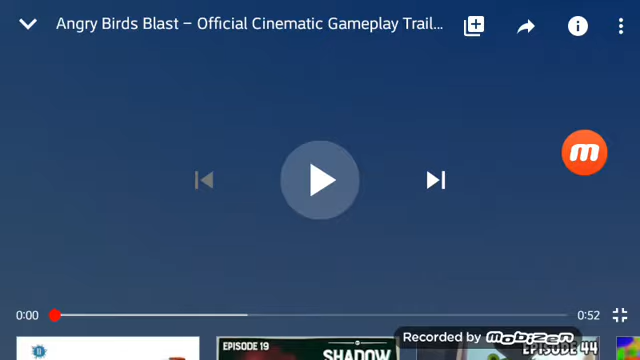 Angry Birds Blast – Official Cinematic Gameplay Trail...
0:00
0:52
Recorded by Mobizen
EPISODE 19
SHADOW
EPISODE 44